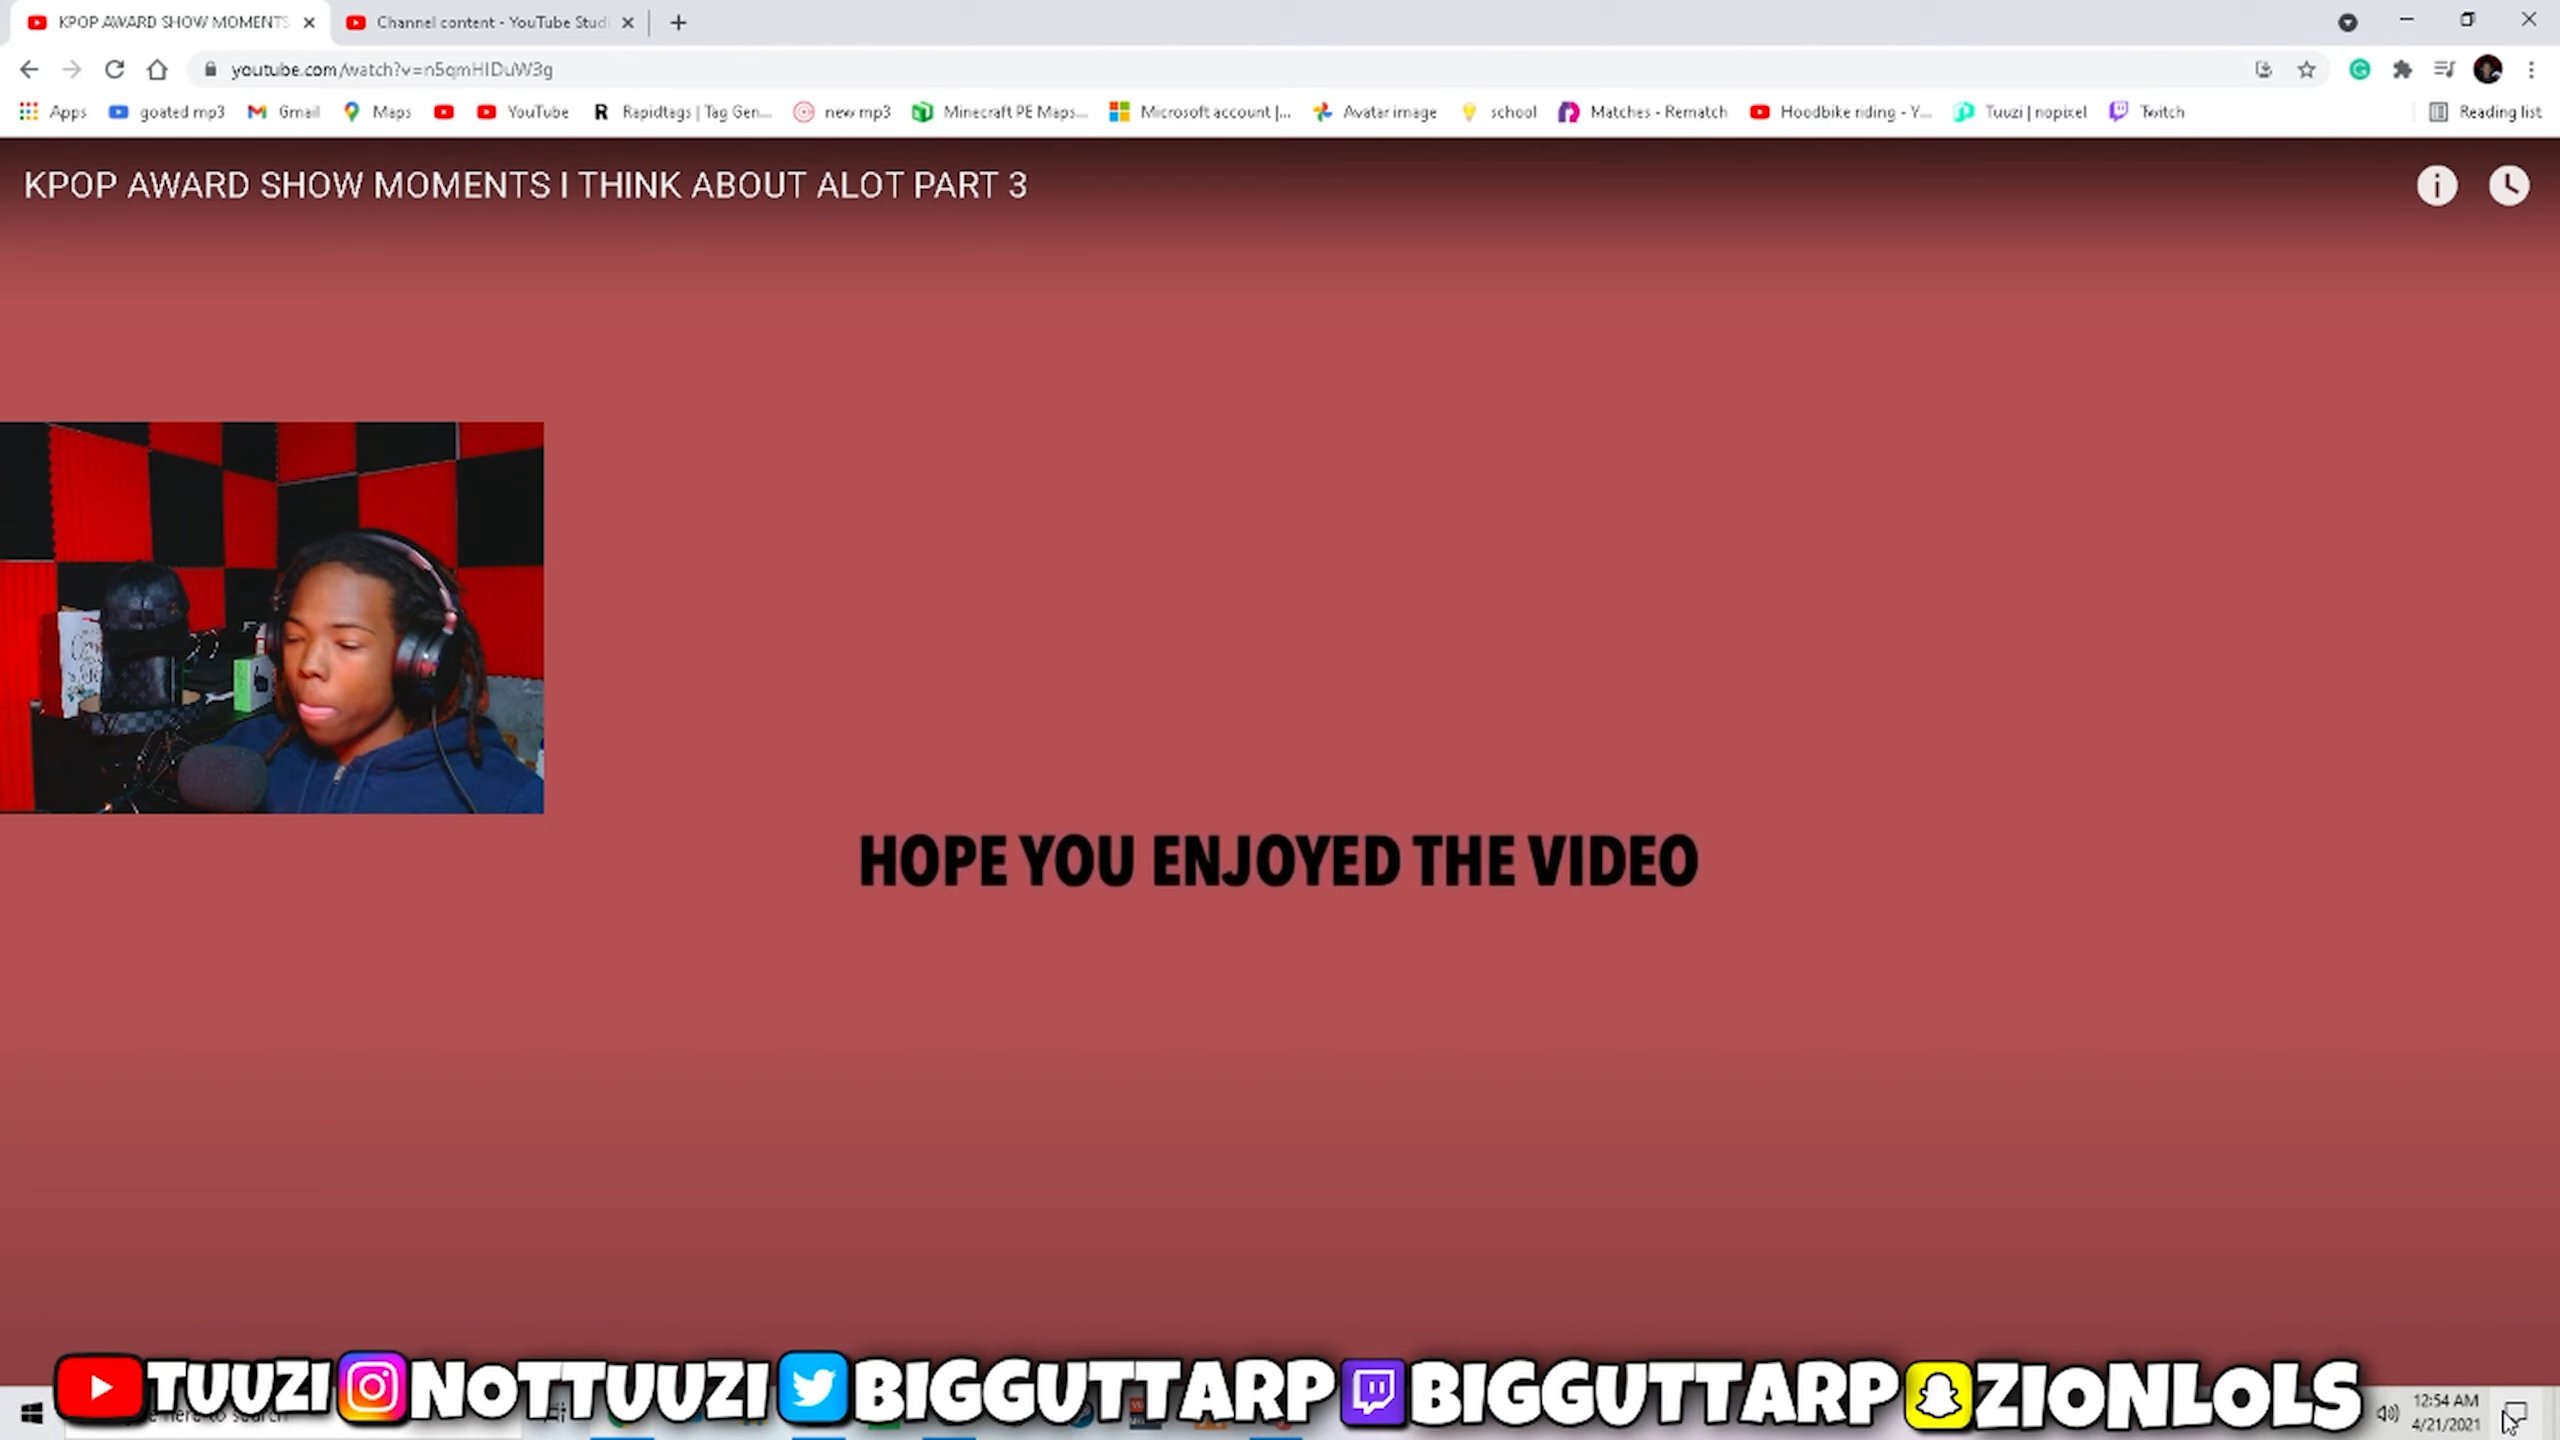 KPOP AWARD SHOW MOMENTS
Channel content - YouTube Studi
youtube.com/watch?v=n5qmHIDuW3g
Apps goated mp3 Gmail Maps YouTube Rapidtags | Tag Gen... new mp3 Minecraft PE Maps... Microsoft account |... Avatar image school Matches - Rematch Hoodbike riding - Y... Tuuzi | nopixel Twitch Reading list
KPOP AWARD SHOW MOMENTS I THINK ABOUT ALOT PART 3
HOPE YOU ENJOYED THE VIDEO
TUUZI NOTTUUZI BIGGUTTARP BIGGUTTARP ZIONLOLS
12:54 AM
4/21/2021